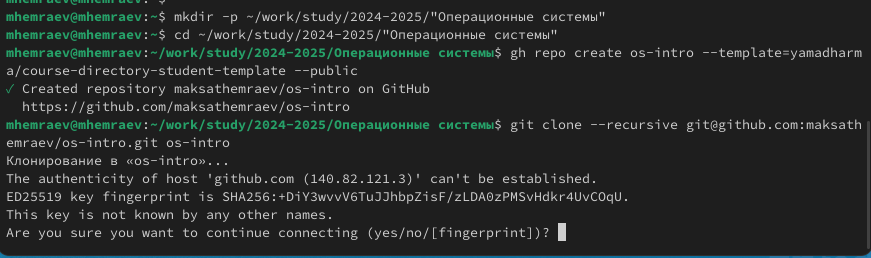 mhemraev@mhemraev:~$ mkdir -p ~/work/study/2024-2025/"Операционные системы"
mhemraev@mhemraev:~$ cd ~/work/study/2024-2025/"Операционные системы"
mhemraev@mhemraev:~/work/study/2024-2025/Операционные системы$ gh repo create os-intro --template=yamadharm
a/course-directory-student-template --public
✓ Created repository maksathemraev/os-intro on GitHub
  https://github.com/maksathemraev/os-intro
mhemraev@mhemraev:~/work/study/2024-2025/Операционные системы$ git clone --recursive git@github.com:maksath
emraev/os-intro.git os-intro
Клонирование в «os-intro»...
The authenticity of host 'github.com (140.82.121.3)' can't be established.
ED25519 key fingerprint is SHA256:+DiY3wvvV6TuJJhbpZisF/zLDA0zPMSvHdkr4UvCOqU.
This key is not known by any other names.
Are you sure you want to continue connecting (yes/no/[fingerprint])?